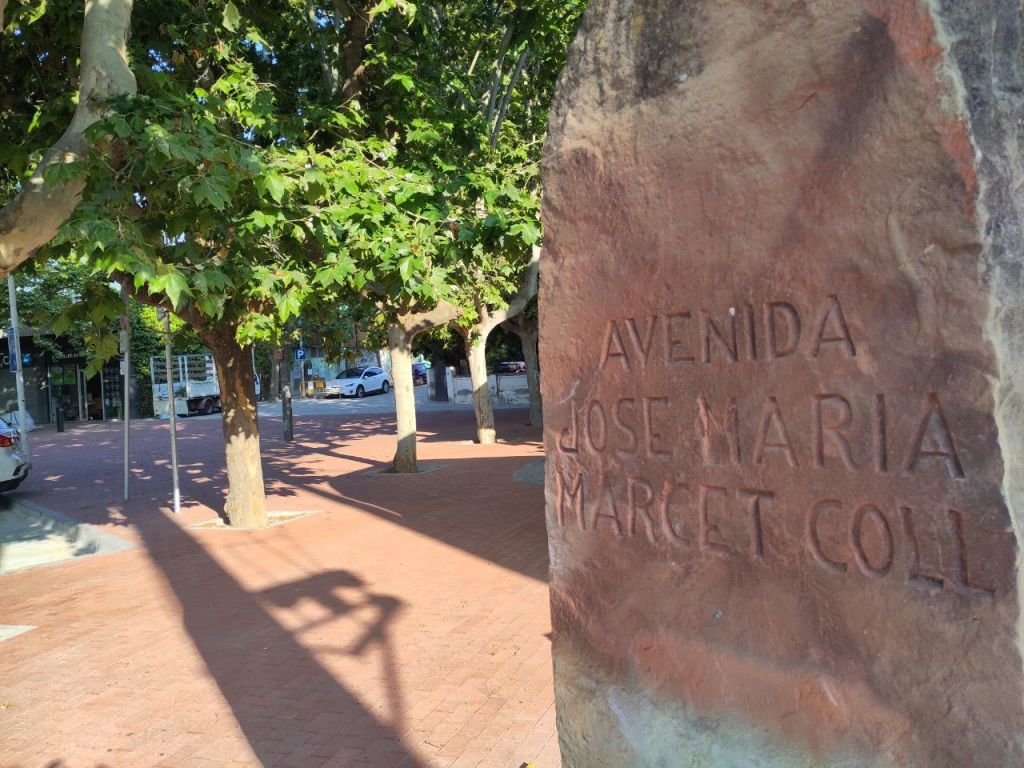 AVENIDA
JOSE MARIA
MARCET COLL
P